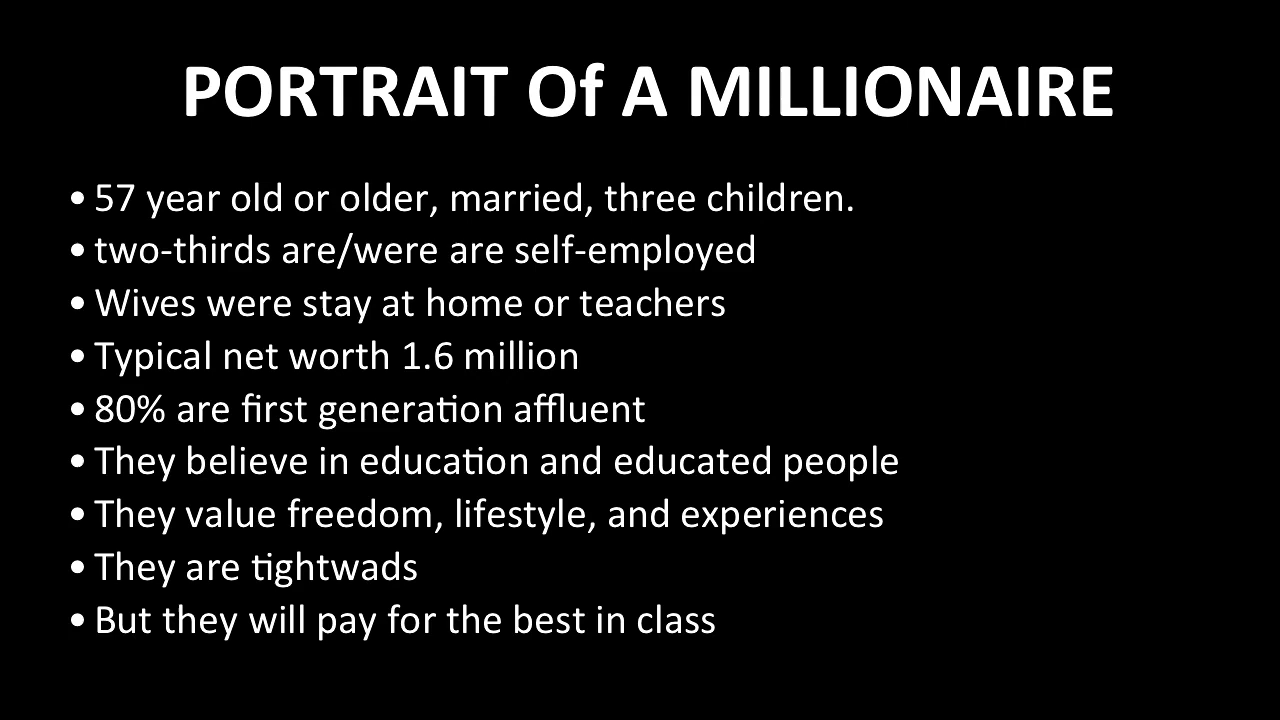 PORTRAIT Of A MILLIONAIRE
• 57 year old or older, married, three children.
• two-thirds are/were are self-employed
• Wives were stay at home or teachers
• Typical net worth 1.6 million
• 80% are first generation affluent
• They believe in education and educated people
• They value freedom, lifestyle, and experiences
• They are tightwads
• But they will pay for the best in class